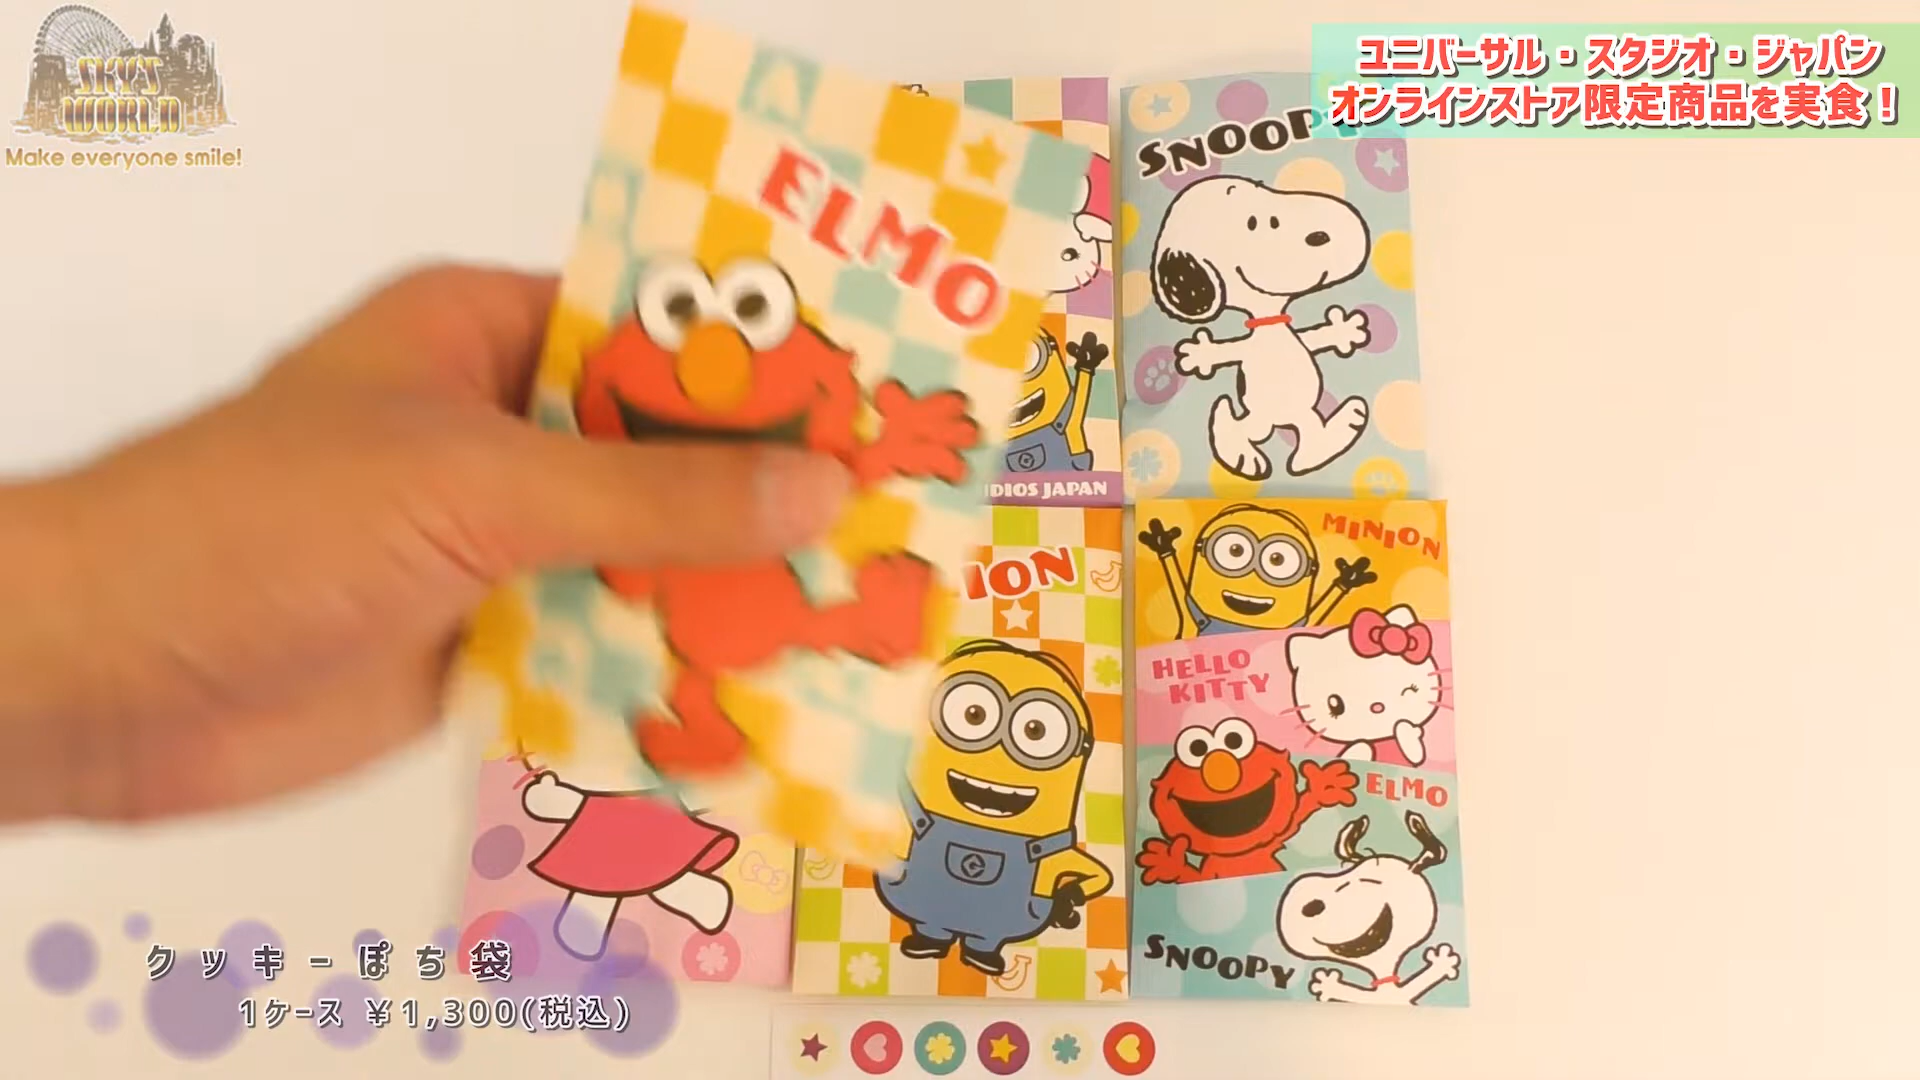 SKY'S
WORLD
Make everyone smile!
ユニバーサル・スタジオ・ジャパン
オンラインストア限定商品を実食！
ELMO
SNOOPY
DIOS JAPAN
ION
MINION
HELLO
KITTY
ELMO
SNOOPY
クッキーぽち袋
1ケース ￥1,300(税込)